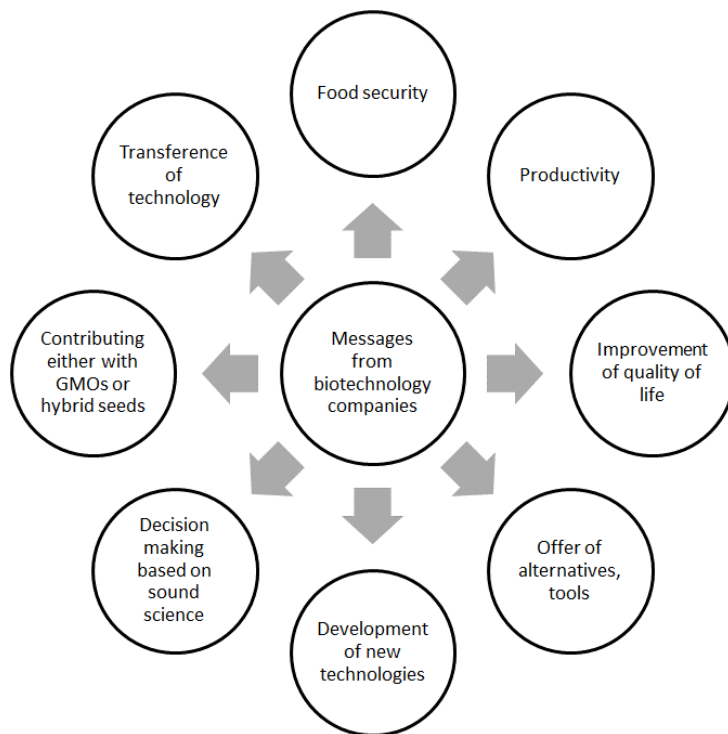 Food security
Transference
of
technology
Productivity
Contributing
either with
GMOs or
hybrid seeds
Messages
from
biotechnology
companies
Improvement
of quality of
life
Decision
making
based on
sound
science
Offer of
alternatives,
tools
Development
of new
technologies